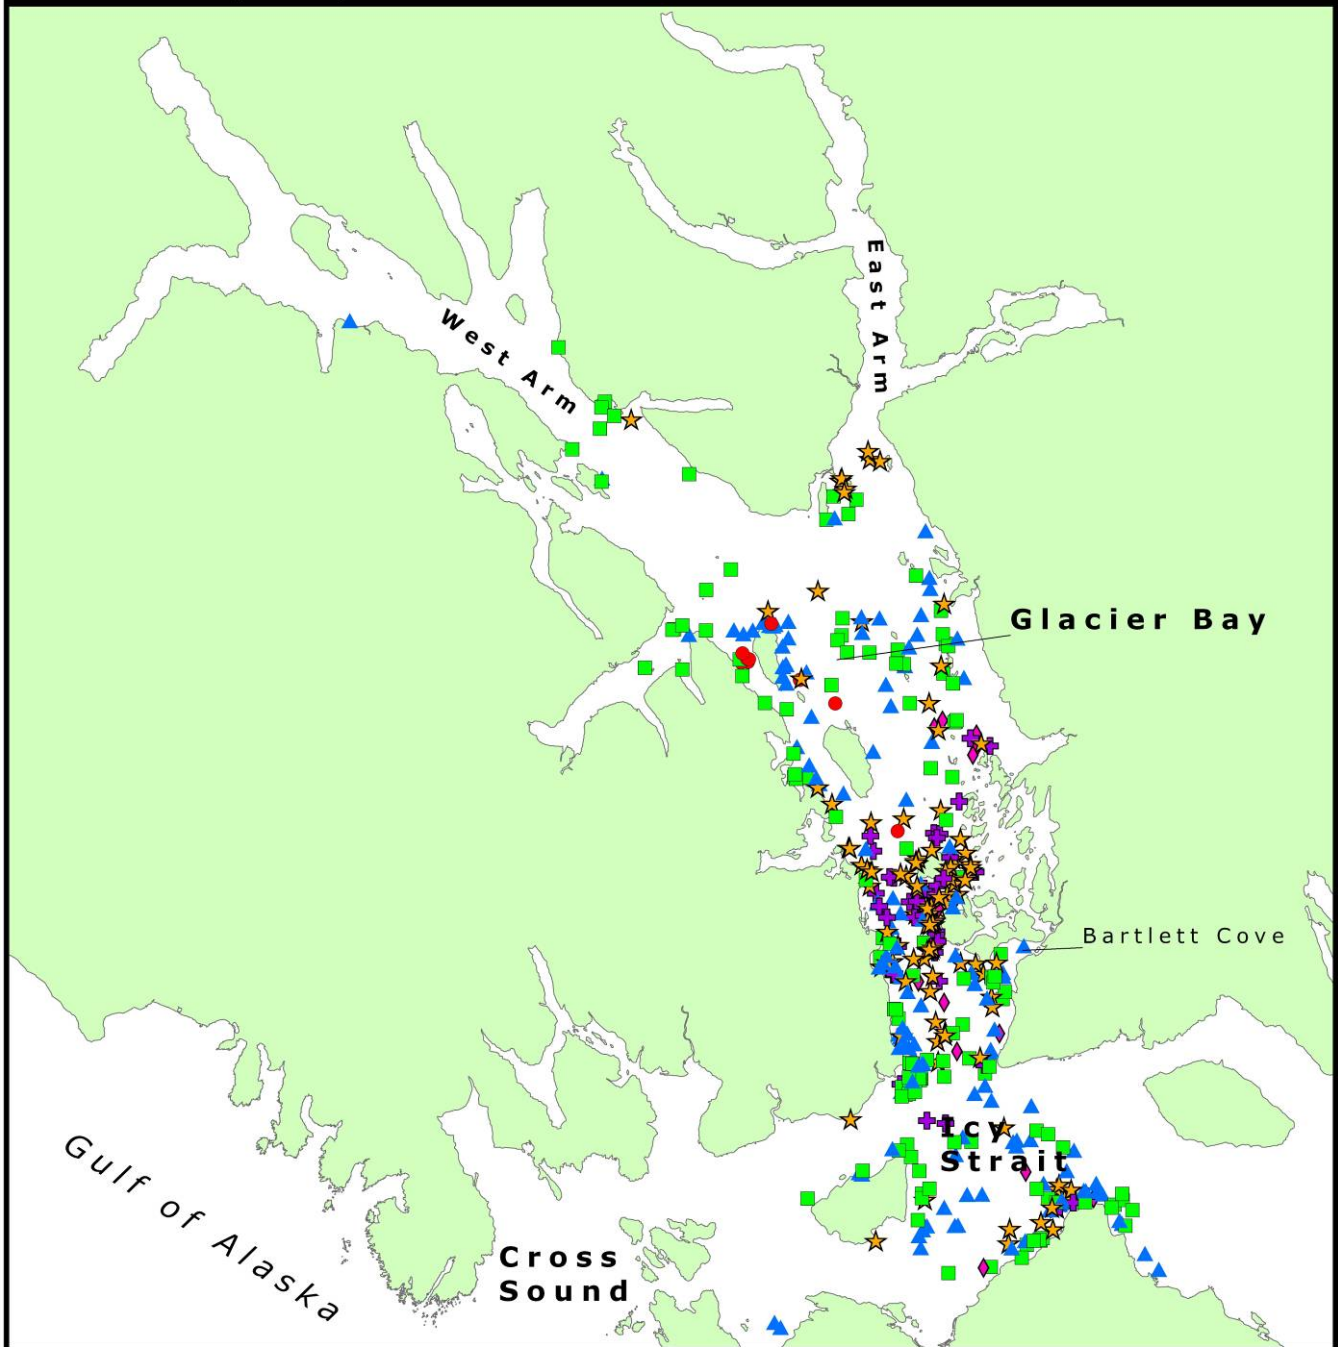 East Arm
West Arm
Glacier Bay
Bartlett Cove
Icy
Strait
Gulf of Alaska
Cross
Sound